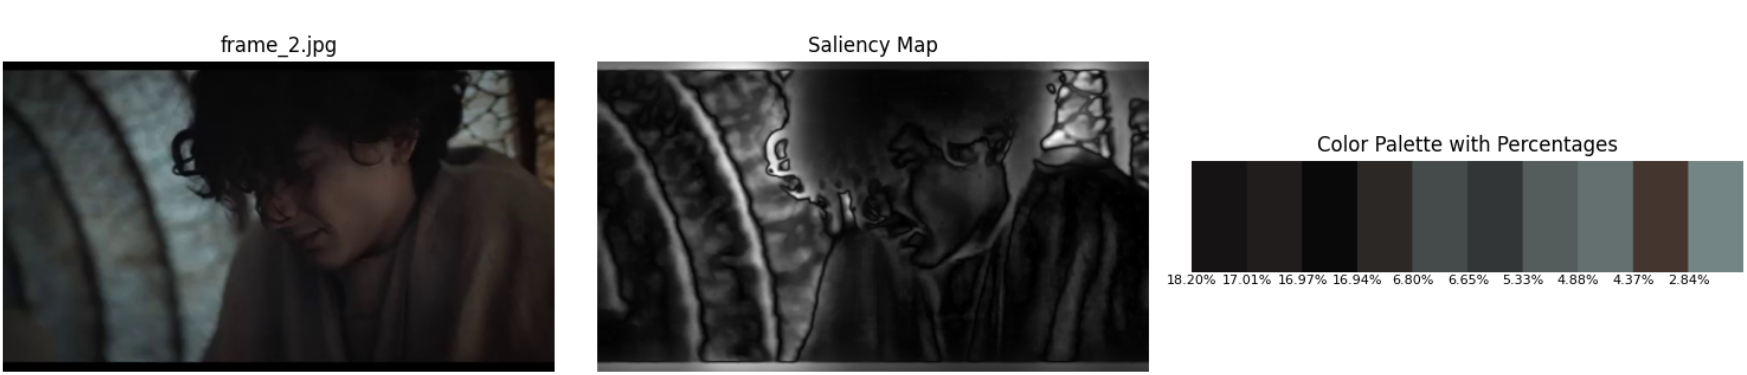 frame_2.jpg
Saliency Map
Color Palette with Percentages
18.20% 17.01% 16.97% 16.94% 6.80% 6.65% 5.33% 4.88% 4.37% 2.84%